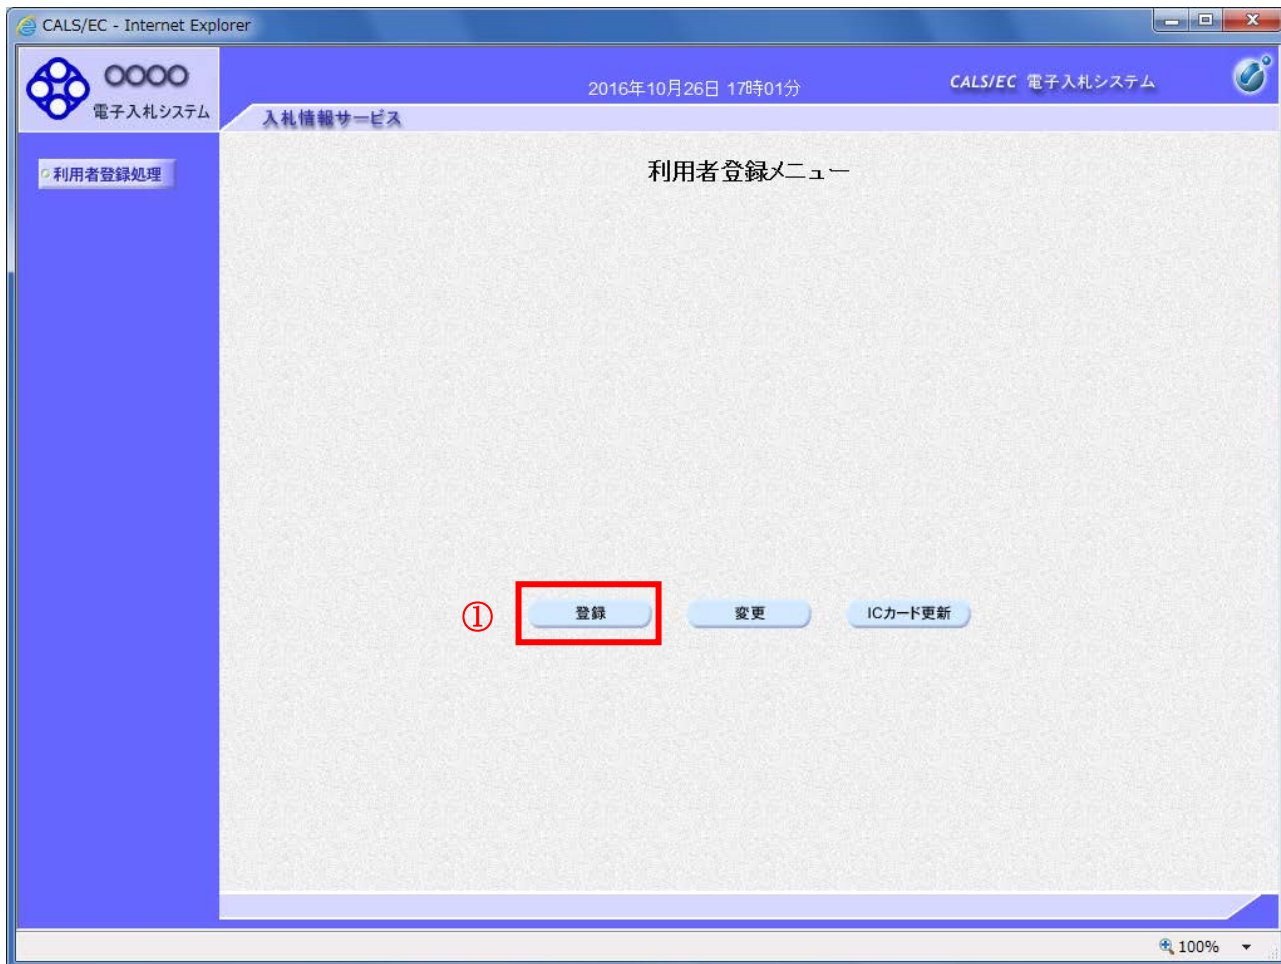 CALS/EC - Internet Explorer
〇〇〇〇
電子入札システム
2016年10月26日 17時01分
CALS/EC 電子入札システム
入札情報サービス
利用者登録処理
利用者登録メニュー
① 登録 変更 ICカード更新
100%